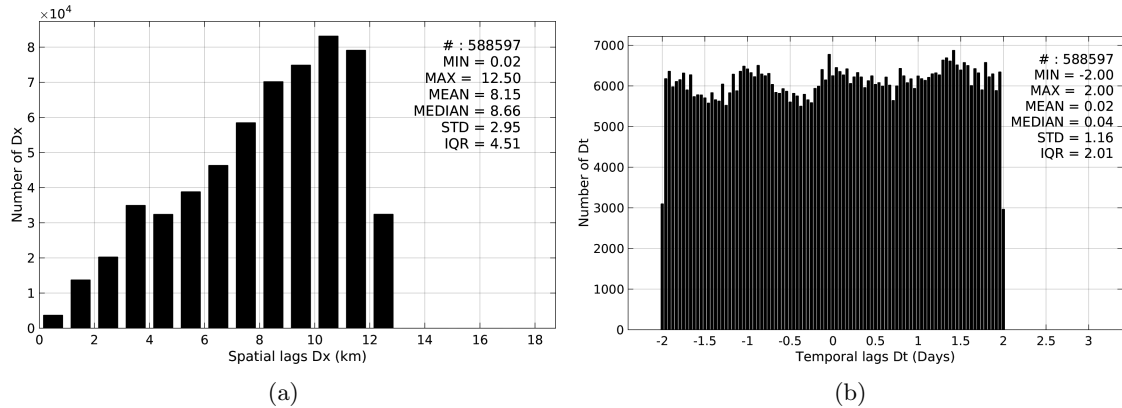 ×10⁴
8
7
6
5
4
3
2
1
0
Number of Dx
# : 588597
MIN = 0.02
MAX = 12.50
MEAN = 8.15
MEDIAN = 8.66
STD = 2.95
IQR = 4.51
0 2 4 6 8 10 12 14 16 18
Spatial lags Dx (km)
(a)
7000
6000
5000
4000
3000
2000
1000
0
Number of Dt
# : 588597
MIN = -2.00
MAX = 2.00
MEAN = 0.02
MEDIAN = 0.04
STD = 1.16
IQR = 2.01
-2 -1.5 -1 -0.5 0 0.5 1 1.5 2 2.5 3
Temporal lags Dt (Days)
(b)